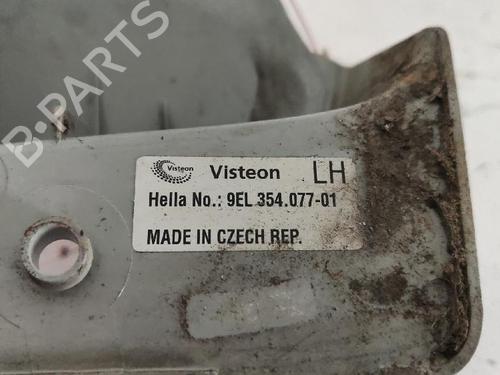 B-PARTS
Visteon Visteon LH
Hella No.: 9EL 354.077-01
MADE IN CZECH REP.